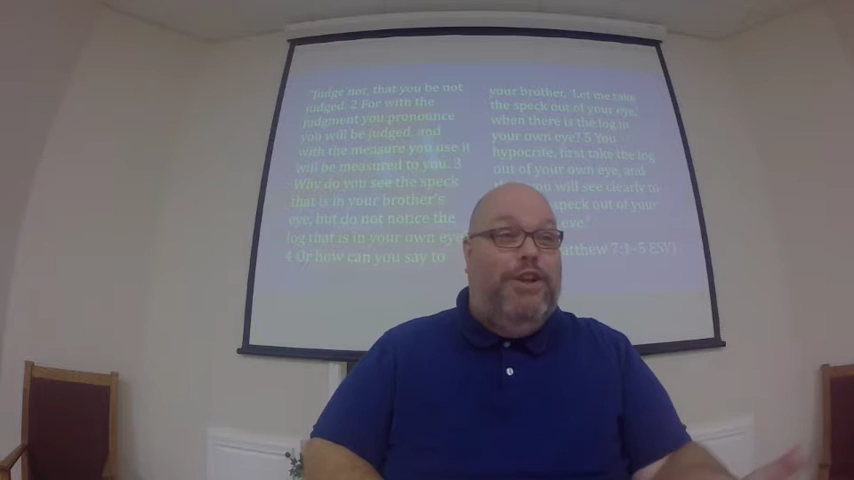 "Judge not, that you be not
judged. 2 For with the
judgment you pronounce
you will be judged, and
with the measure you use it
will be measured to you. 3
Why do you see the speck
that is in your brother's
eye, but do not notice the
log that is in your own eye?
4 Or how can you say to
your brother, 'Let me take
the speck out of your eye,'
when there is the log in
your own eye? 5 You
hypocrite, first take the log
out of your own eye, and
you will see clearly to
speck out of your
eye."
Matthew 7:1–5 ESV)